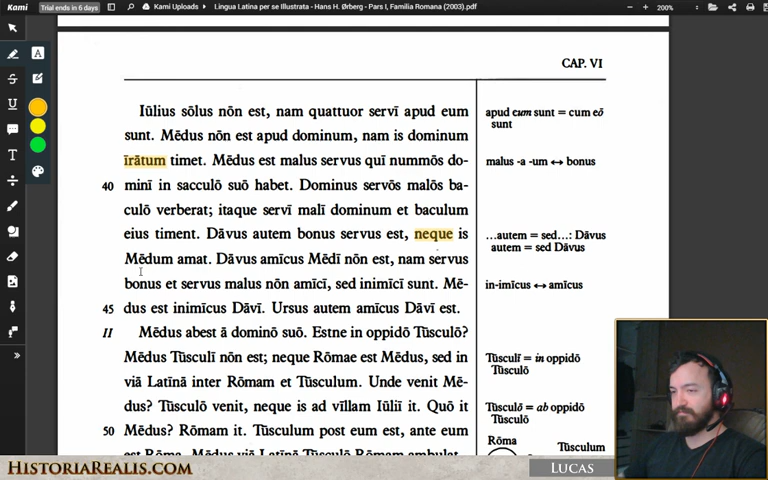 Kami
Trial ends in 6 days
Kami Uploads > Lingua Latina per se Illustrata - Hans H. Ørberg - Pars I, Familia Romana (2003).pdf
200%
CAP. VI
Iūlius sōlus nōn est, nam quattuor servī apud eum
sunt. Mēdus nōn est apud dominum, nam is dominum
īrātum timet. Mēdus est malus servus quī nummōs do-
40 minī in sacculō suō habet. Dominus servōs malōs ba-
culō verberat; itaque servī malī dominum et baculum
eius timent. Dāvus autem bonus servus est, neque is
Mēdum amat. Dāvus amīcus Mēdī nōn est, nam servus
bonus et servus malus nōn amīcī, sed inimīcī sunt. Mē-
45 dus est inimīcus Dāvī. Ursus autem amīcus Dāvī est.
II Mēdus abest ā dominō suō. Estne in oppidō Tūsculō?
Mēdus Tūsculī nōn est; neque Rōmae est Mēdus, sed in
viā Latīnā inter Rōmam et Tūsculum. Unde venit Mē-
dus? Tūsculō venit, neque is ad vīllam Iūliī it. Quō it
50 Mēdus? Rōmam it. Tūsculum post eum est, ante eum
est Rōma. Mēdus viā Latīnā Tūsculō Rōmam ambulat.
apud eum sunt = cum eō
sunt
malus -a -um ↔ bonus
...autem = sed...: Dāvus
autem = sed Dāvus
in-imīcus ↔ amīcus
Tūsculī = in oppidō
Tūsculō
Tūsculō = ab oppidō
Tūsculō
Rōma
Tūsculum
HISTORIAREALIS.COM
LUCAS